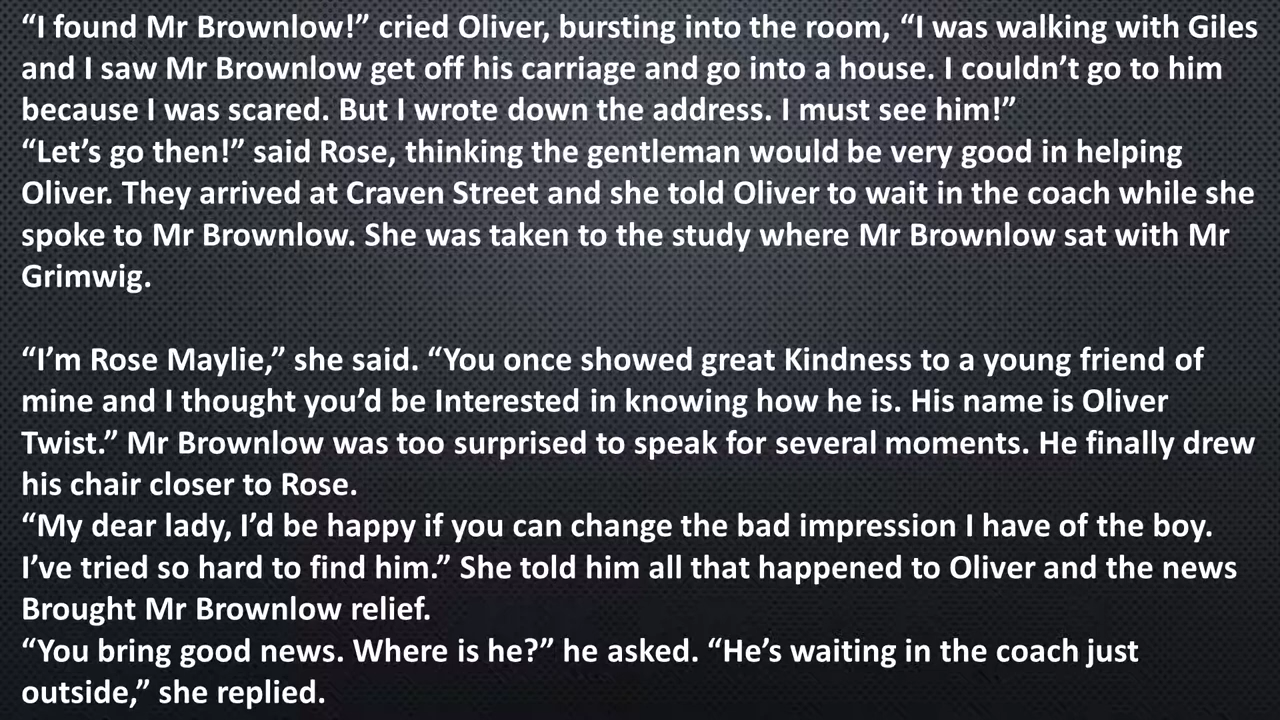 “I found Mr Brownlow!” cried Oliver, bursting into the room, “I was walking with Giles
and I saw Mr Brownlow get off his carriage and go into a house. I couldn’t go to him
because I was scared. But I wrote down the address. I must see him!”
“Let’s go then!” said Rose, thinking the gentleman would be very good in helping
Oliver. They arrived at Craven Street and she told Oliver to wait in the coach while she
spoke to Mr Brownlow. She was taken to the study where Mr Brownlow sat with Mr
Grimwig.
“I’m Rose Maylie,” she said. “You once showed great Kindness to a young friend of
mine and I thought you’d be Interested in knowing how he is. His name is Oliver
Twist.” Mr Brownlow was too surprised to speak for several moments. He finally drew
his chair closer to Rose.
“My dear lady, I’d be happy if you can change the bad impression I have of the boy.
I’ve tried so hard to find him.” She told him all that happened to Oliver and the news
Brought Mr Brownlow relief.
“You bring good news. Where is he?” he asked. “He’s waiting in the coach just
outside,” she replied.